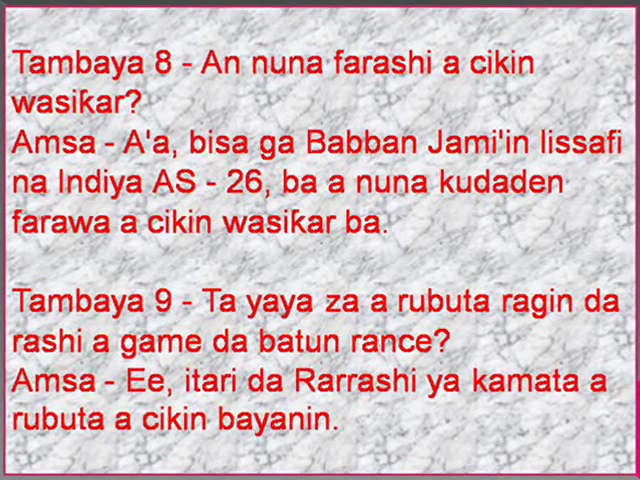 Tambaya 8 - An nuna farashi a cikin
wasiƙar?
Amsa - A'a, bisa ga Babban Jami'in lissafi
na Indiya AS - 26, ba a nuna kudaden
farawa a cikin wasiƙar ba.
Tambaya 9 - Ta yaya za a rubuta ragin da
rashi a game da batun rance?
Amsa - Ee, itari da Rarrashi ya kamata a
rubuta a cikin bayanin.